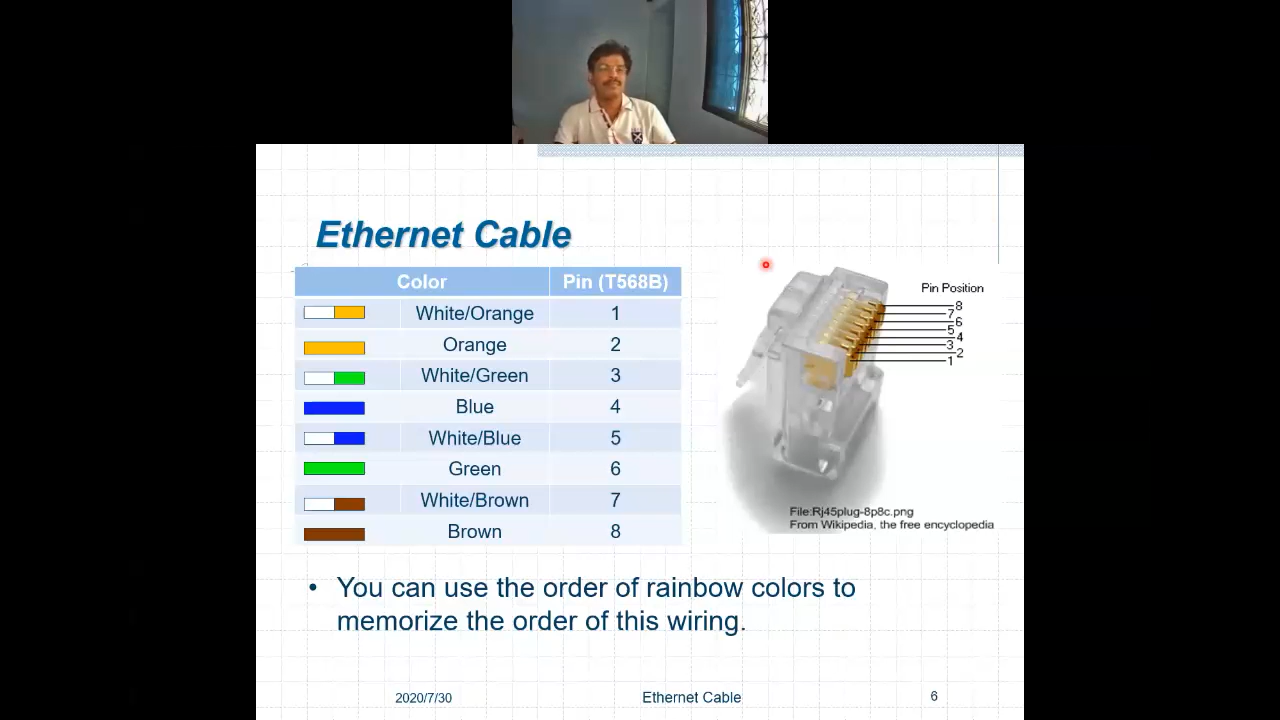 Ethernet Cable
Color Pin (T568B)
White/Orange 1
Orange 2
White/Green 3
Blue 4
White/Blue 5
Green 6
White/Brown 7
Brown 8
Pin Position
8
7
6
5
4
3
2
1
File:Rj45plug-8p8c.png
From Wikipedia, the free encyclopedia
• You can use the order of rainbow colors to
memorize the order of this wiring.
2020/7/30 Ethernet Cable 6